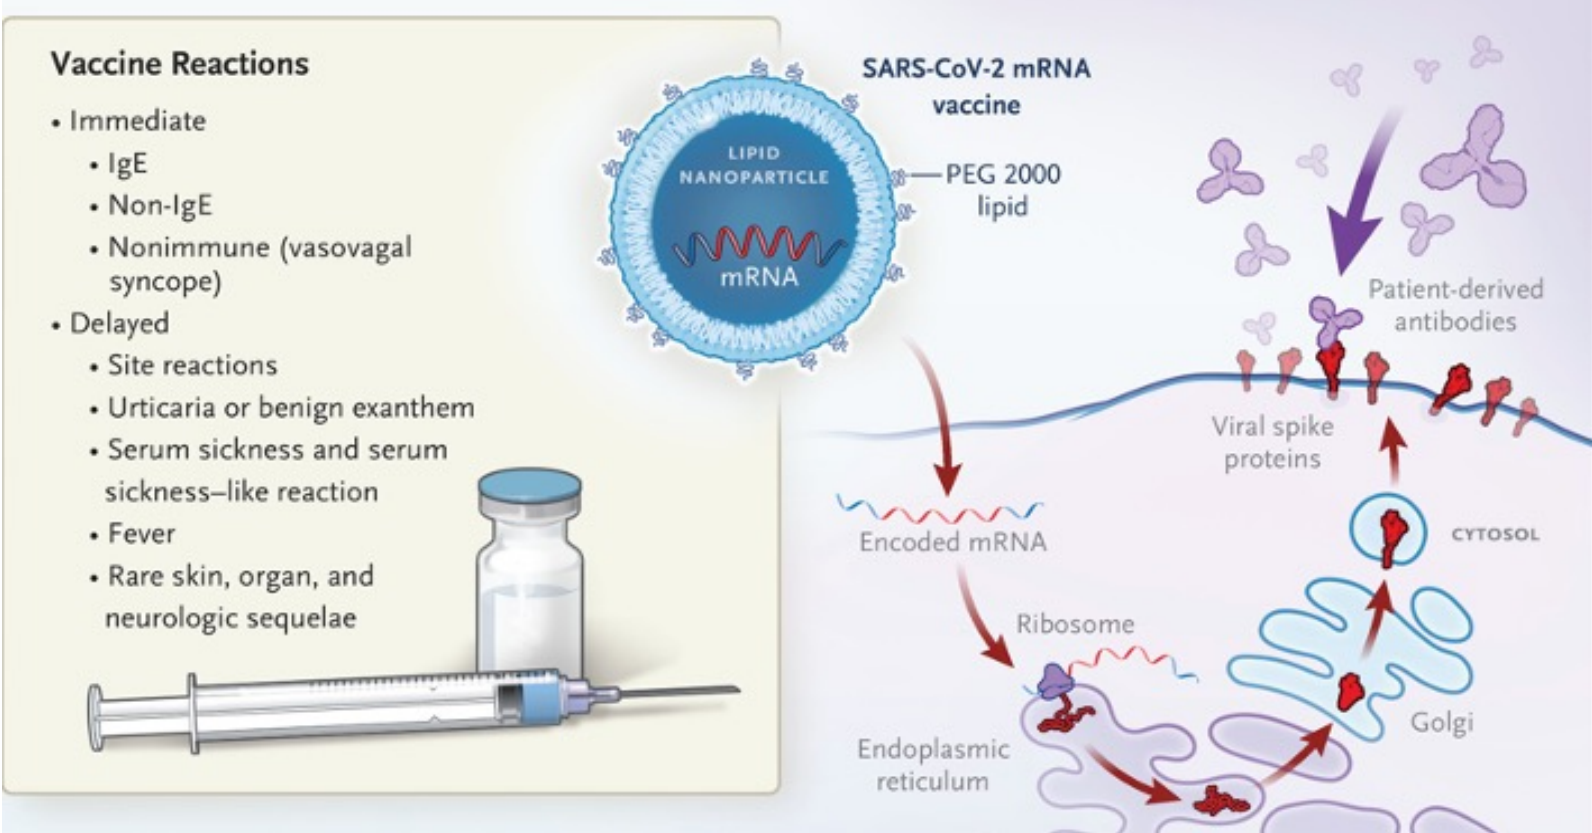 Vaccine Reactions
• Immediate
• IgE
• Non-IgE
• Nonimmune (vasovagal
syncope)
• Delayed
• Site reactions
• Urticaria or benign exanthem
• Serum sickness and serum
sickness–like reaction
• Fever
• Rare skin, organ, and
neurologic sequelae
LIPID
NANOPARTICLE
mRNA
SARS-CoV-2 mRNA
vaccine
PEG 2000
lipid
Patient-derived
antibodies
Viral spike
proteins
Encoded mRNA
CYTOSOL
Ribosome
Golgi
Endoplasmic
reticulum